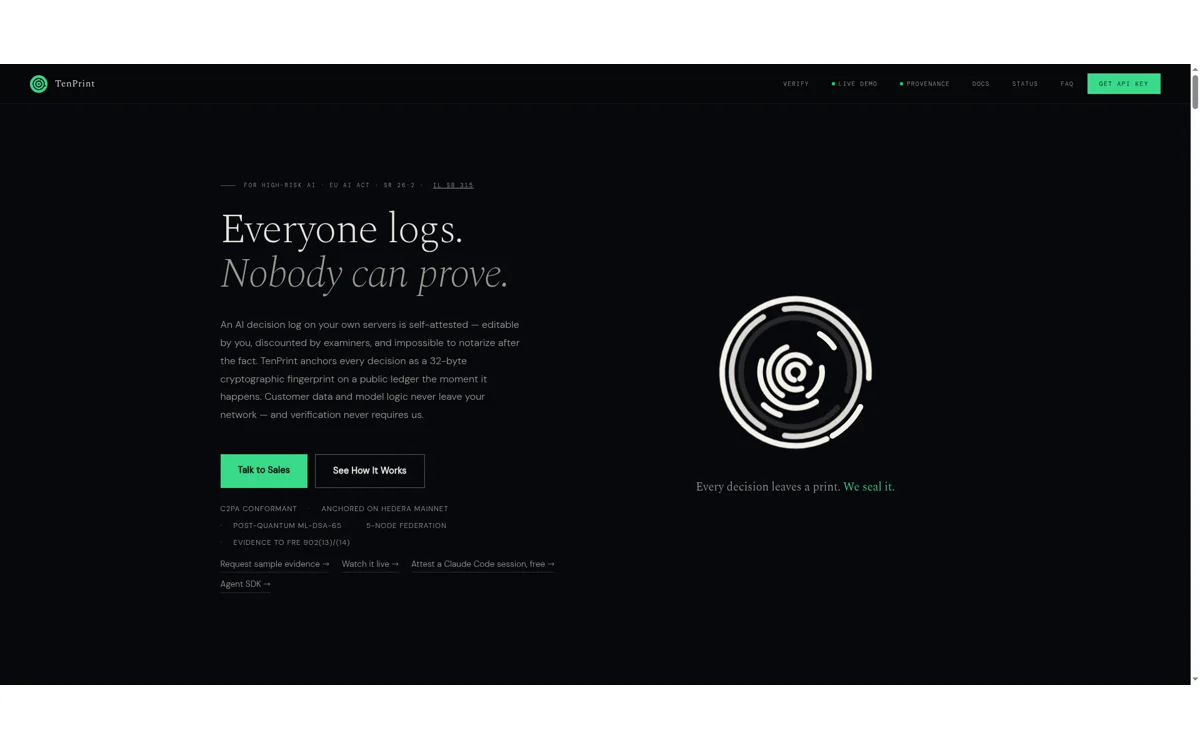 TenPrint
VERIFY
LIVE DEMO
PROVENANCE
DOCS
STATUS
FAQ
GET API KEY
FOR HIGH-RISK AI · EU AI ACT · SR 26-2 · IL SB 315
Everyone logs.
Nobody can prove.
An AI decision log on your own servers is self-attested — editable
by you, discounted by examiners, and impossible to notarize after
the fact. TenPrint anchors every decision as a 32-byte
cryptographic fingerprint on a public ledger the moment it
happens. Customer data and model logic never leave your
network — and verification never requires us.
Talk to Sales
See How It Works
C2PA CONFORMANT · ANCHORED ON HEDERA MAINNET
· POST-QUANTUM ML-DSA-65 · 5-NODE FEDERATION
· EVIDENCE TO FRE 902(13)/(14)
Request sample evidence → Watch it live → Attest a Claude Code session, free →
Agent SDK →
Every decision leaves a print. We seal it.